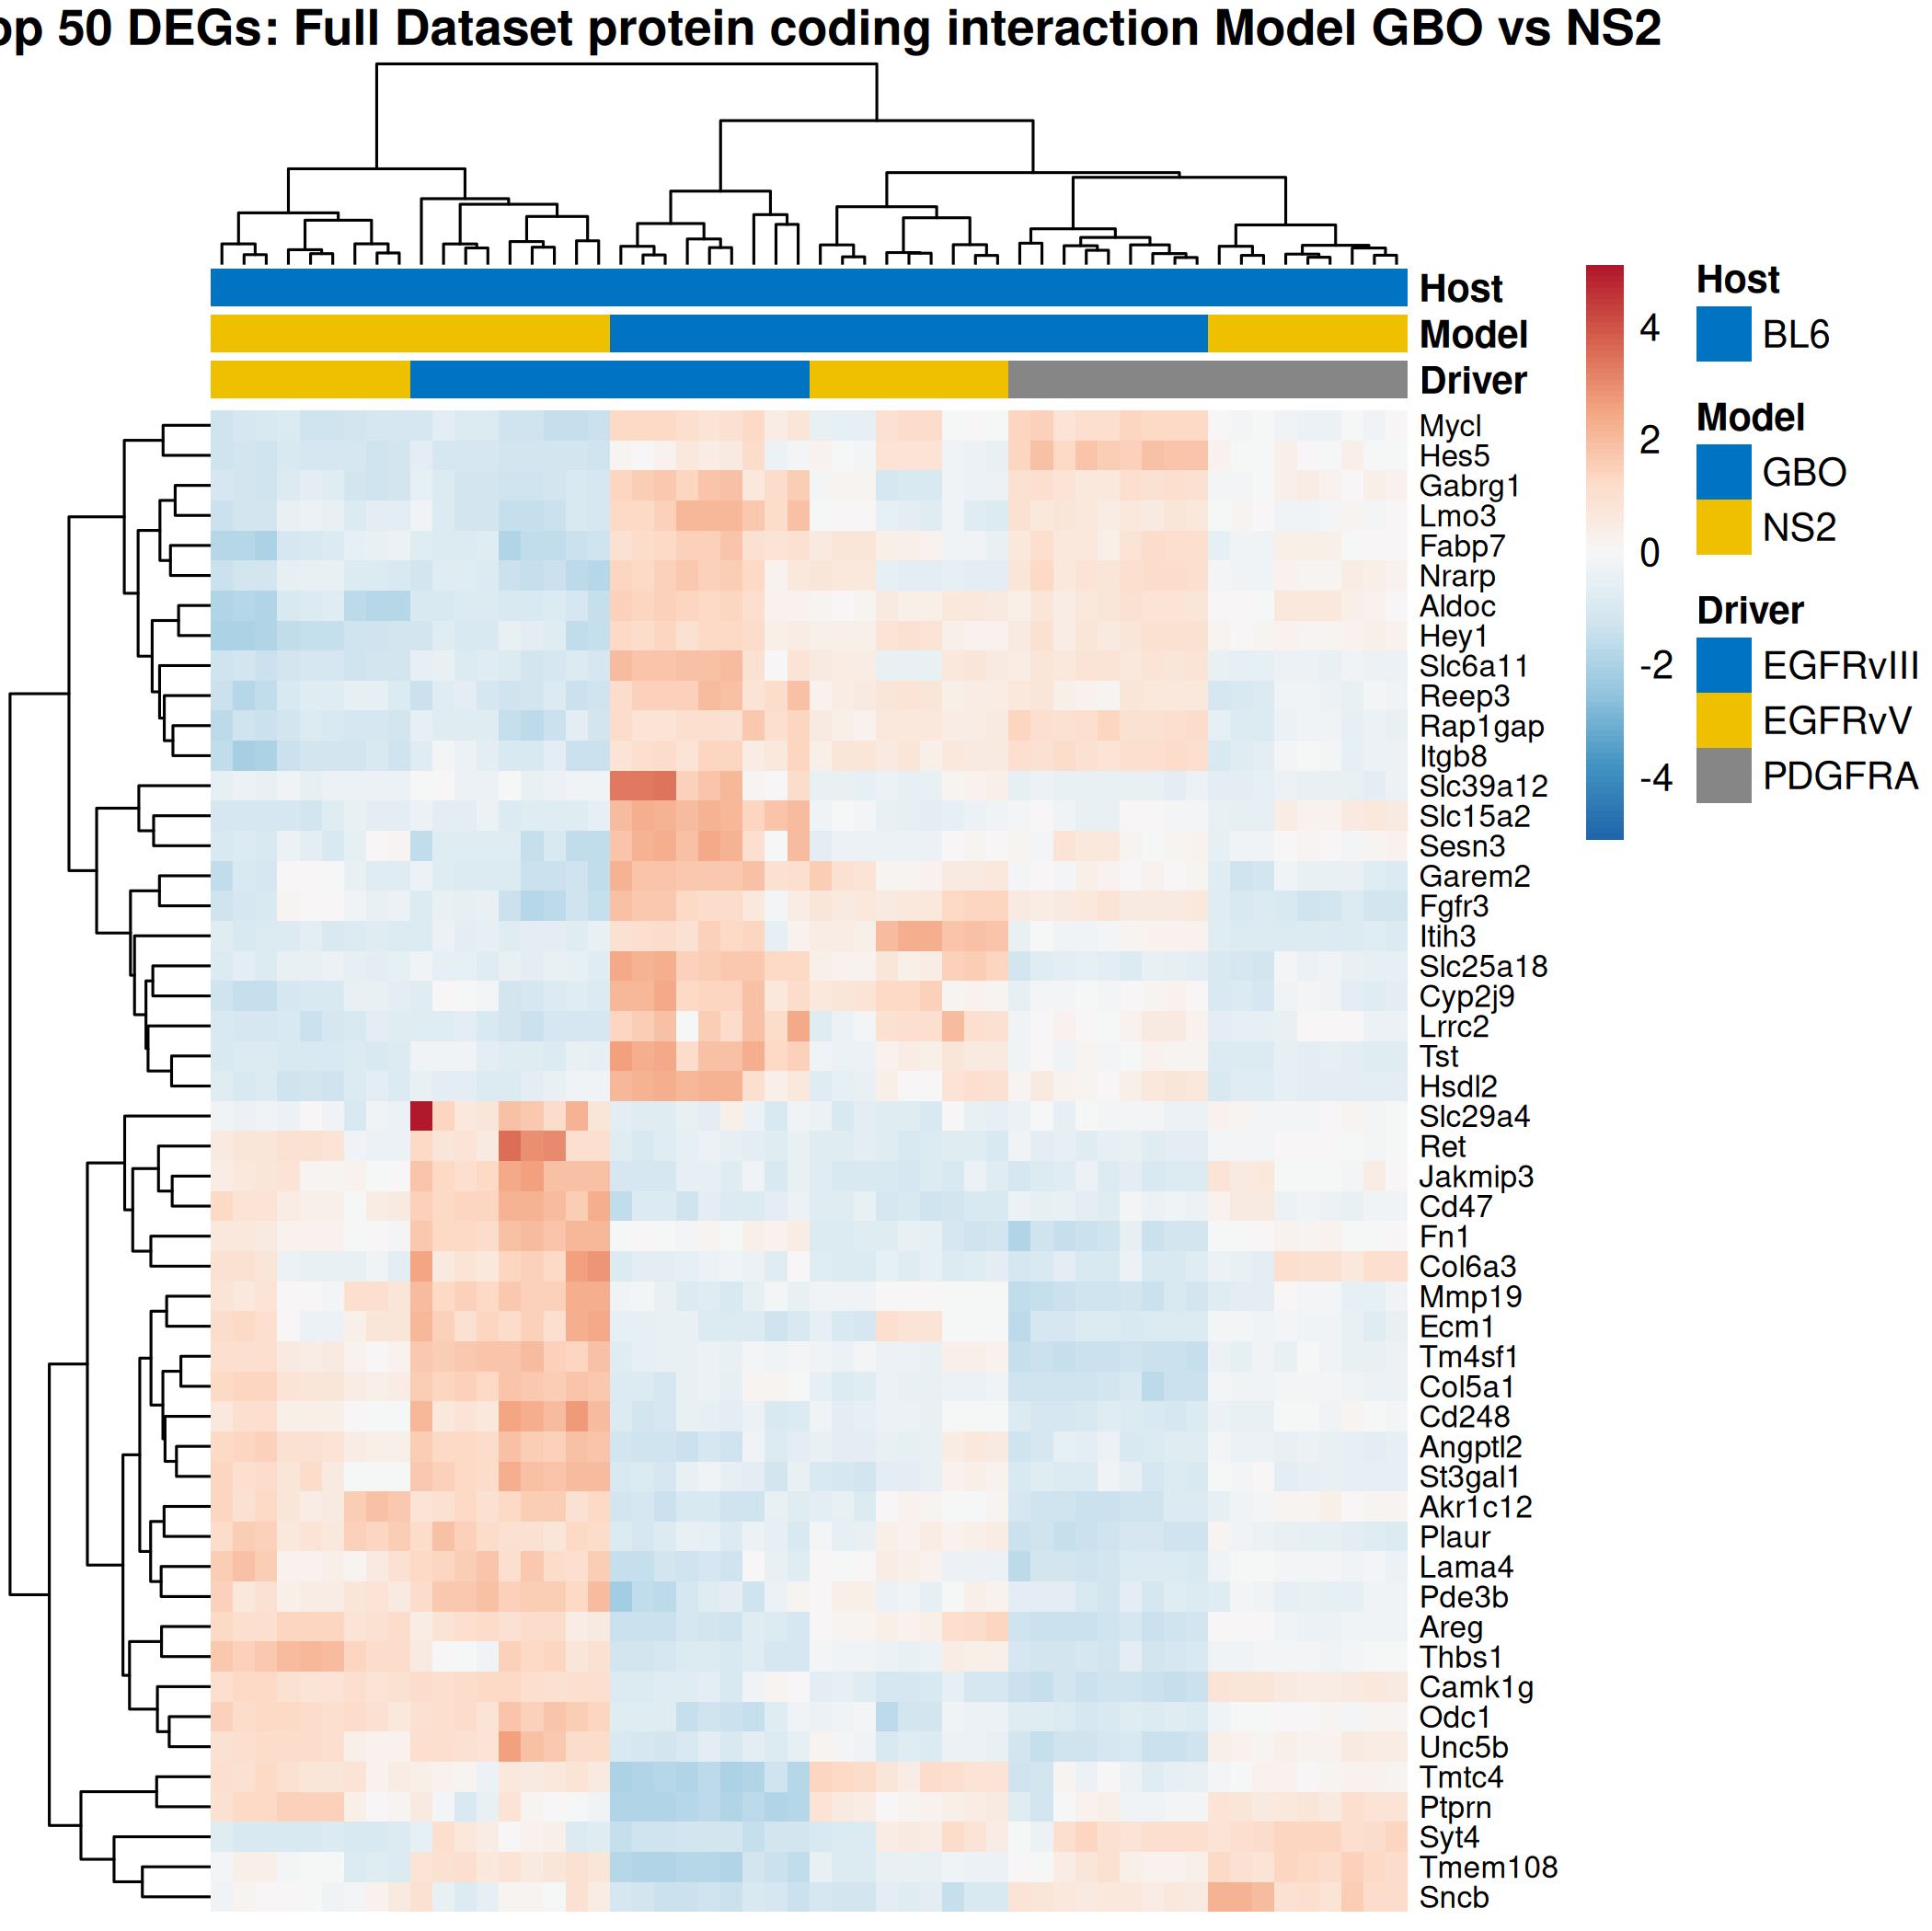 op 50 DEGs: Full Dataset protein coding interaction Model GBO vs NS2
Host
Model
Driver
4
2
0
-2
-4
Host
BL6
Model
GBO
NS2
Driver
EGFRvIII
EGFRvV
PDGFRA
Mycl
Hes5
Gabrg1
Lmo3
Fabp7
Nrarp
Aldoc
Hey1
Slc6a11
Reep3
Rap1gap
Itgb8
Slc39a12
Slc15a2
Sesn3
Garem2
Fgfr3
Itih3
Slc25a18
Cyp2j9
Lrrc2
Tst
Hsdl2
Slc29a4
Ret
Jakmip3
Cd47
Fn1
Col6a3
Mmp19
Ecm1
Tm4sf1
Col5a1
Cd248
Angptl2
St3gal1
Akr1c12
Plaur
Lama4
Pde3b
Areg
Thbs1
Camk1g
Odc1
Unc5b
Tmtc4
Ptprn
Syt4
Tmem108
Sncb